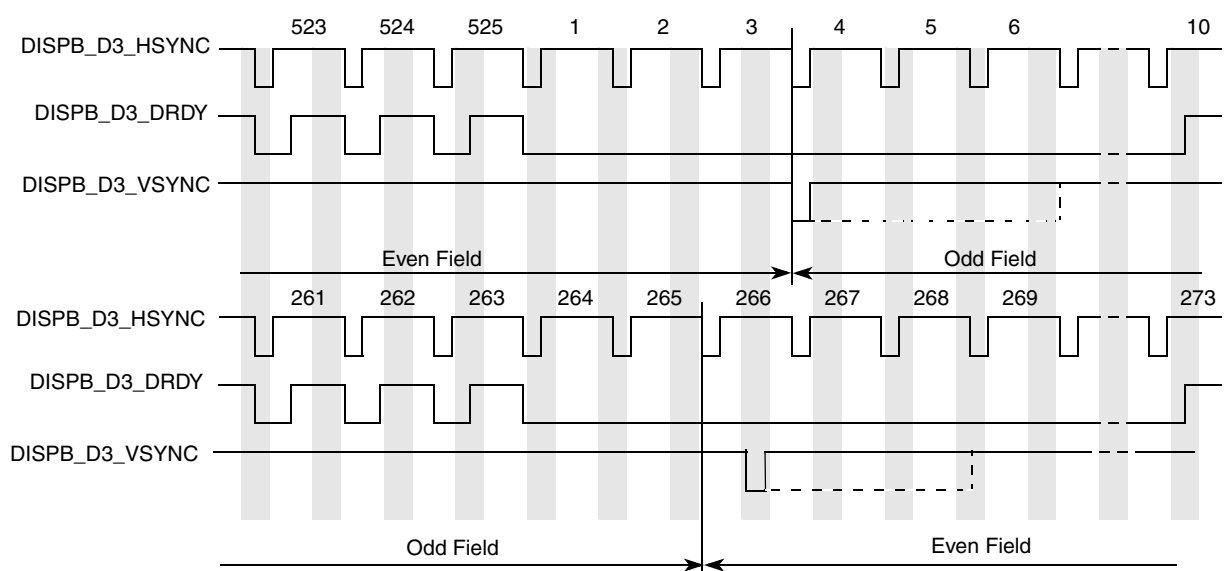 523 524 525 1 2 3 4 5 6 10
DISPB_D3_HSYNC
DISPB_D3_DRDY
DISPB_D3_VSYNC
Even Field Odd Field
261 262 263 264 265 266 267 268 269 273
DISPB_D3_HSYNC
DISPB_D3_DRDY
DISPB_D3_VSYNC
Odd Field Even Field